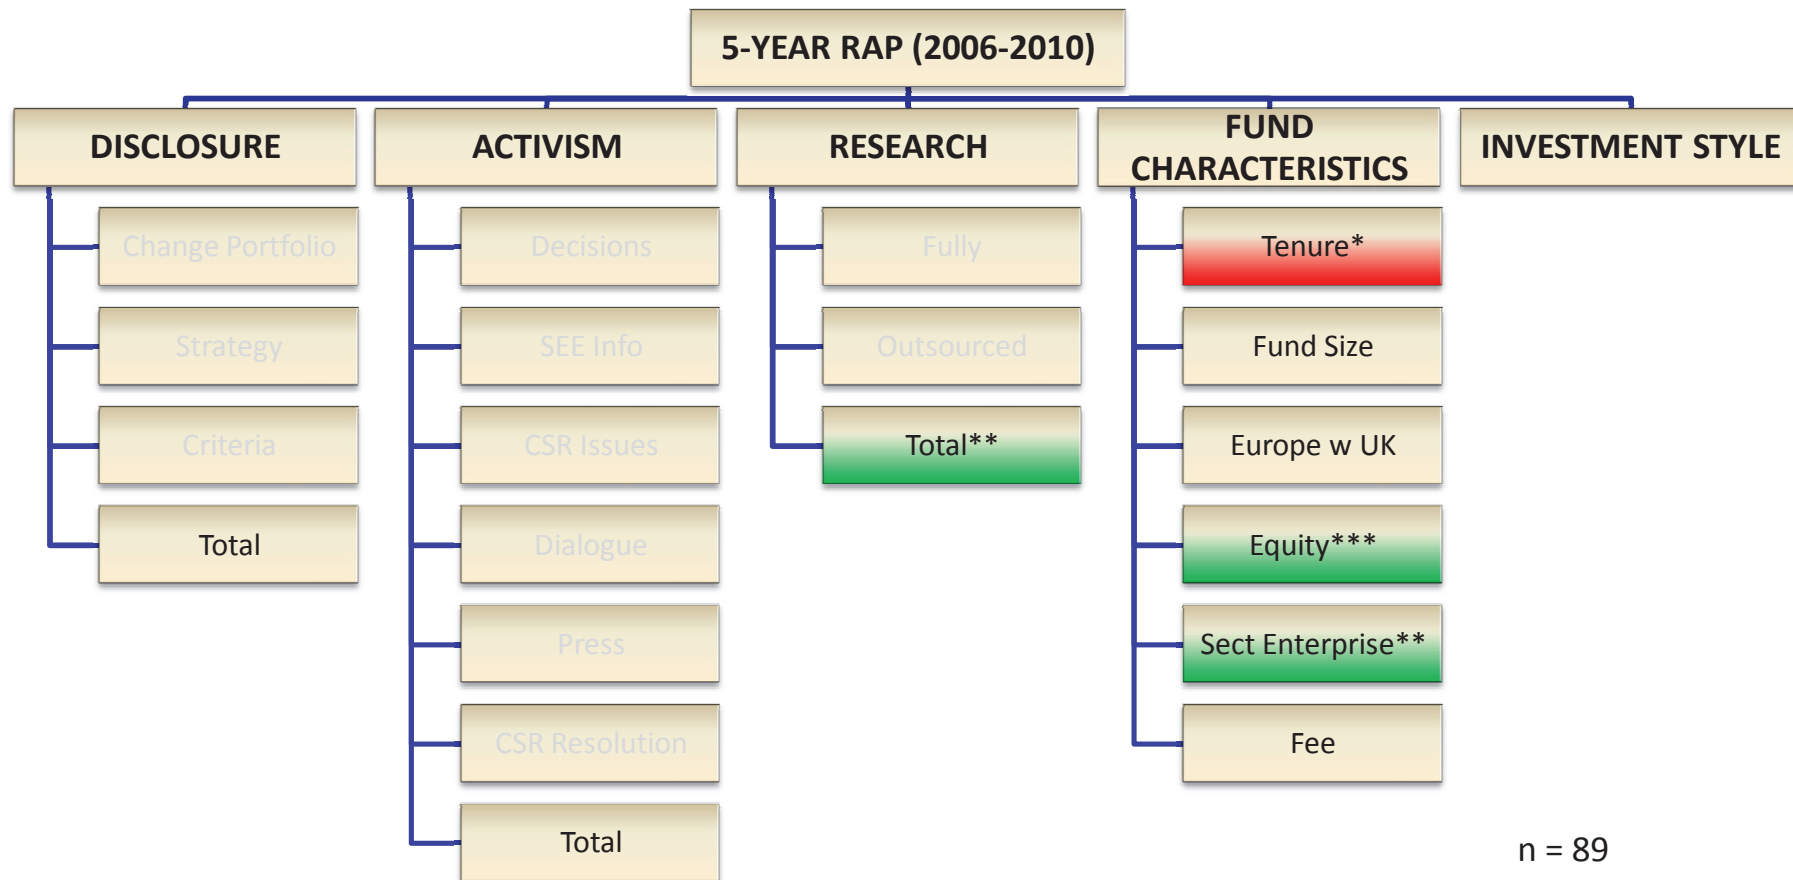 5-YEAR RAP (2006-2010)
DISCLOSURE
Change Portfolio
Strategy
Criteria
Total
ACTIVISM
Decisions
SEE Info
CSR Issues
Dialogue
Press
CSR Resolution
Total
RESEARCH
Fully
Outsourced
Total**
FUND
CHARACTERISTICS
Tenure*
Fund Size
Europe w UK
Equity***
Sect Enterprise**
Fee
INVESTMENT STYLE
n = 89